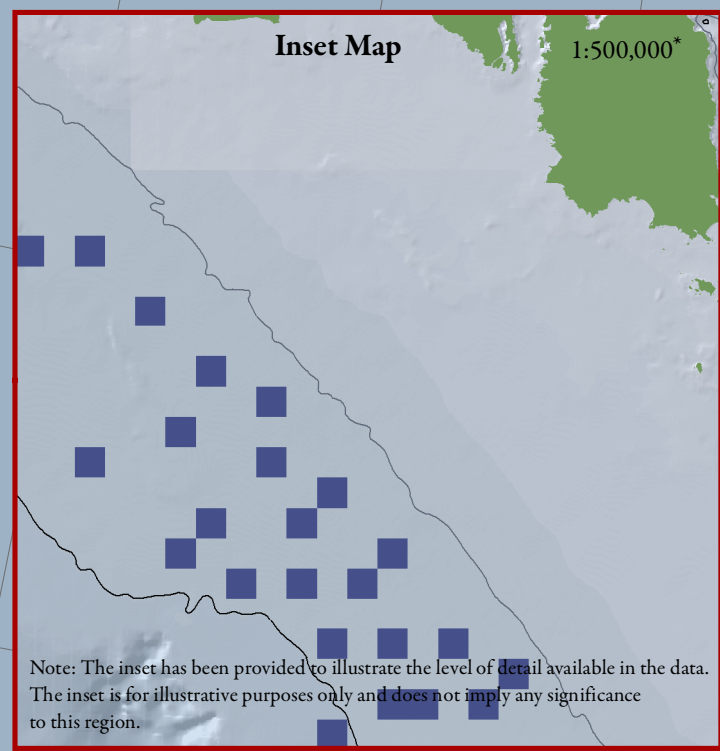 Inset Map
1:500,000*
Note: The inset has been provided to illustrate the level of detail available in the data.
The inset is for illustrative purposes only and does not imply any significance
to this region.